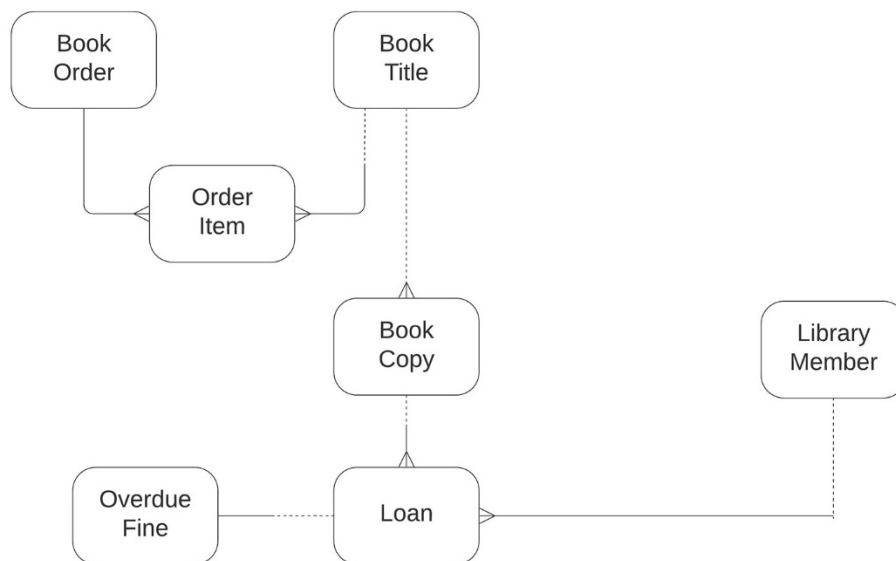 Book
Order
Book
Title
Order
Item
Book
Copy
Library
Member
Overdue
Fine
Loan